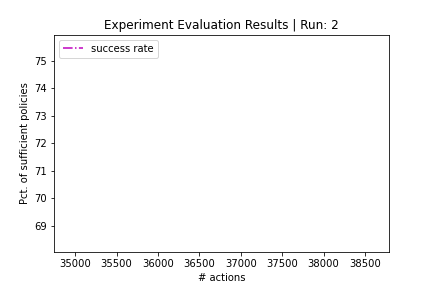 Experiment Evaluation Results | Run: 2
success rate
Pct. of sufficient policies
75
74
73
72
71
70
69
35000 35500 36000 36500 37000 37500 38000 38500
# actions